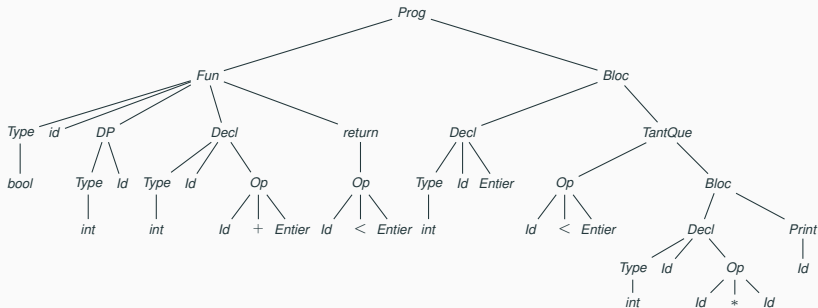 Prog
Fun Bloc
Type id DP Decl return Decl TantQue
bool Type Id Type Id Op Op Type Id Entier Op Bloc
int int Id + Entier Id < Entier int Id < Entier Decl Print
Type Id Op Id
int Id * Id